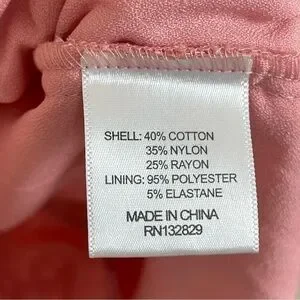 SHELL: 40% COTTON
35% NYLON
25% RAYON
LINING: 95% POLYESTER
5% ELASTANE
MADE IN CHINA
RN132829